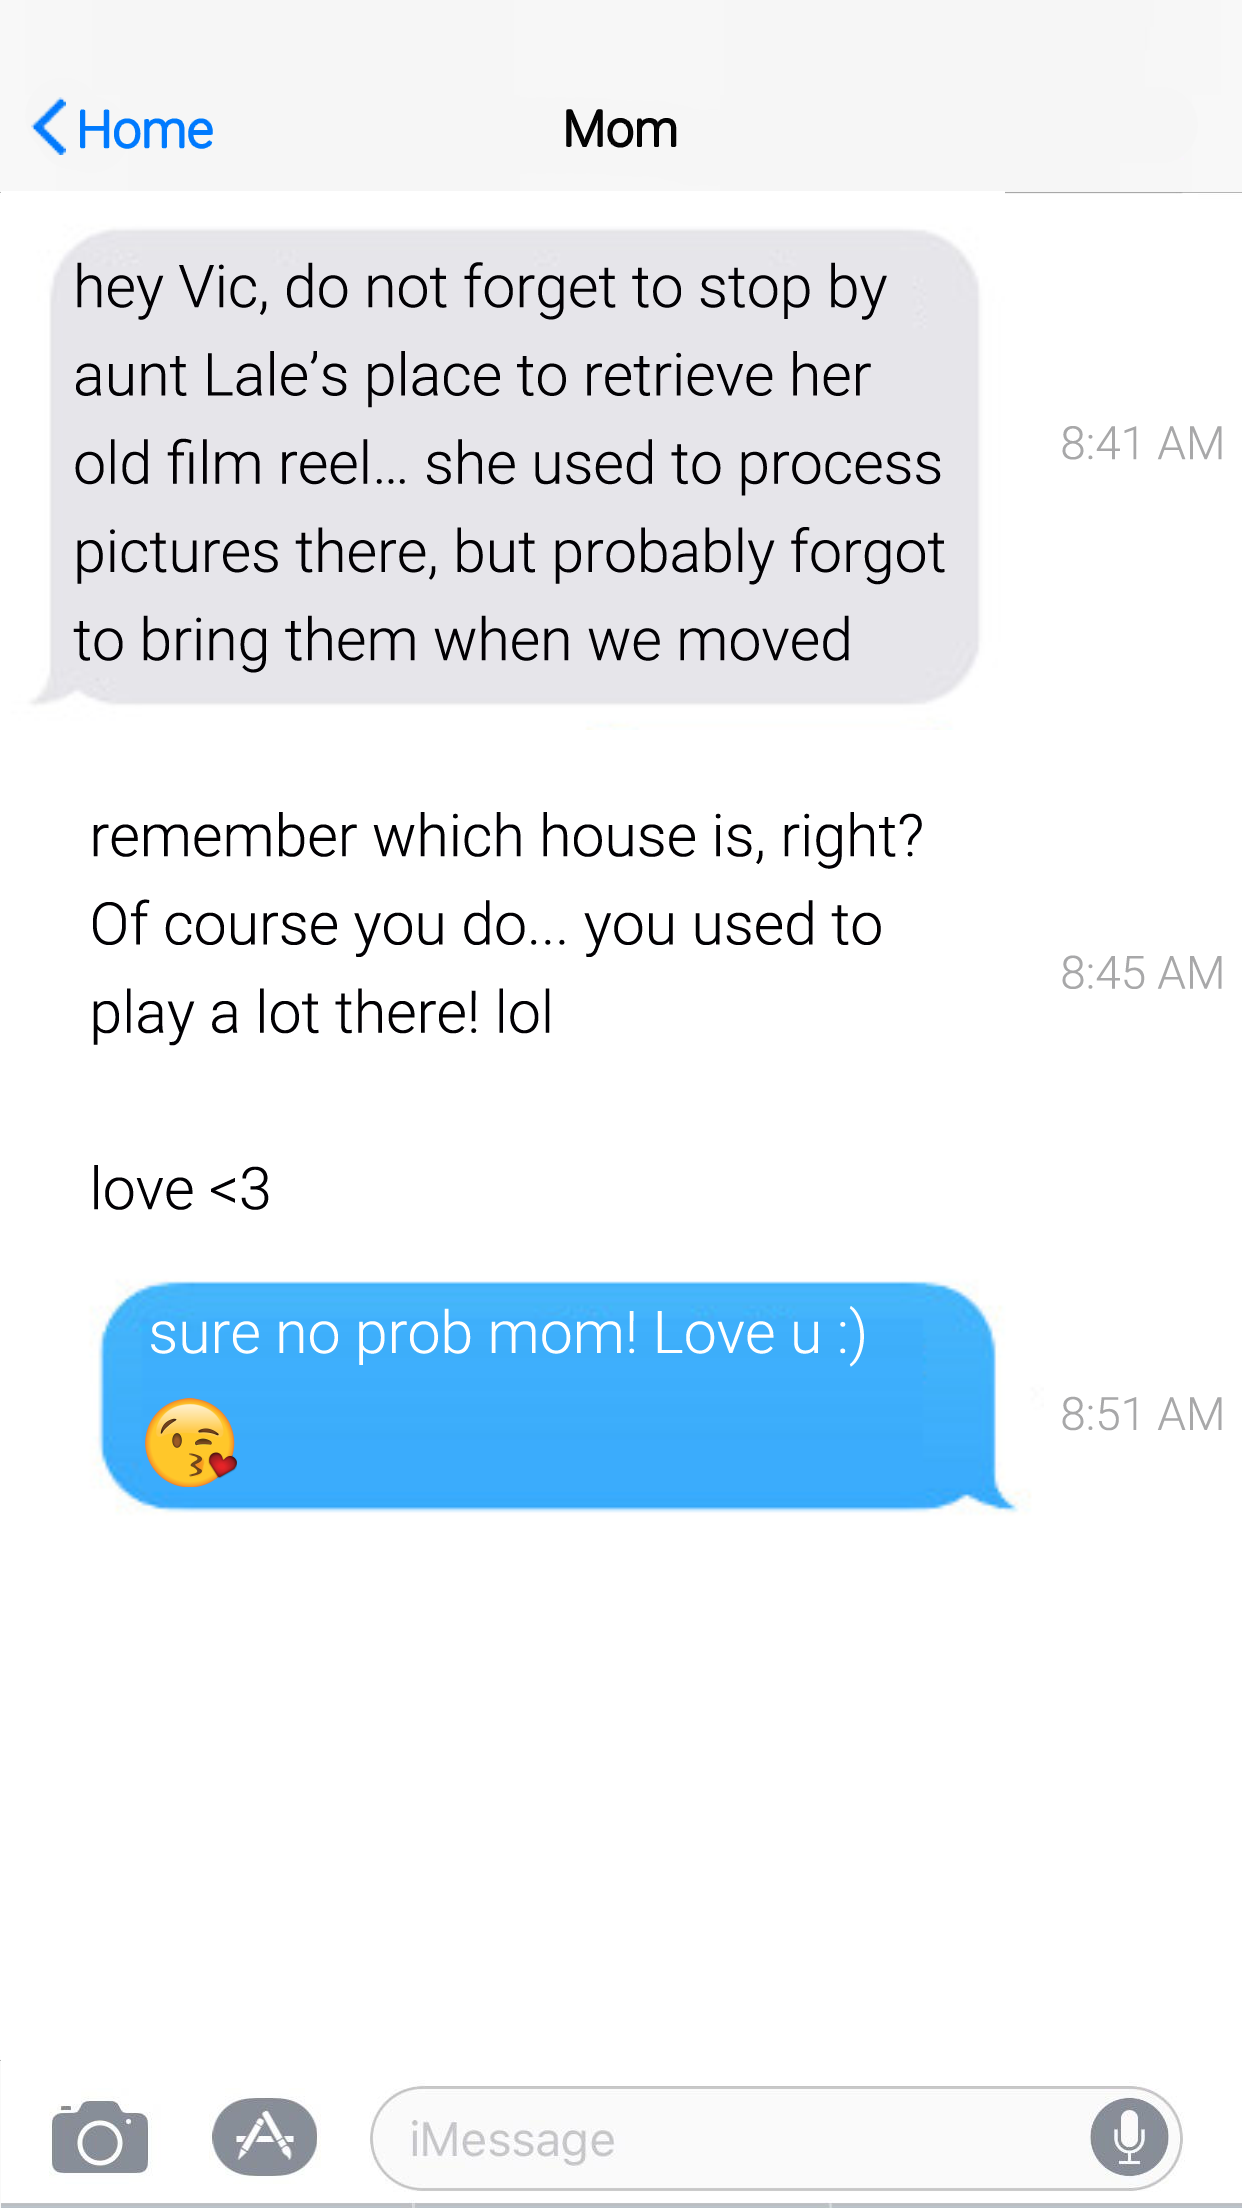 Home
Mom
hey Vic, do not forget to stop by
aunt Lale’s place to retrieve her
old film reel... she used to process
pictures there, but probably forgot
to bring them when we moved
8:41 AM
remember which house is, right?
Of course you do... you used to
play a lot there! lol
8:45 AM
love <3
sure no prob mom! Love u :)
😘
8:51 AM
iMessage